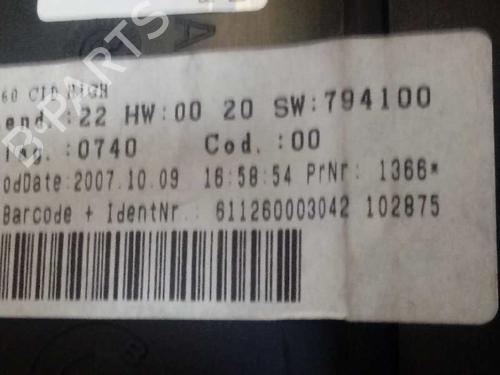 60 CID HIGH
end.:22 HW:00 20 SW:794100
ing.:0740 Cod.:00
odDate:2007.10.09 16:58:54 PrNr: 1366*
Barcode + IdentNr.: 611260003042 102875
B-PARTS
A